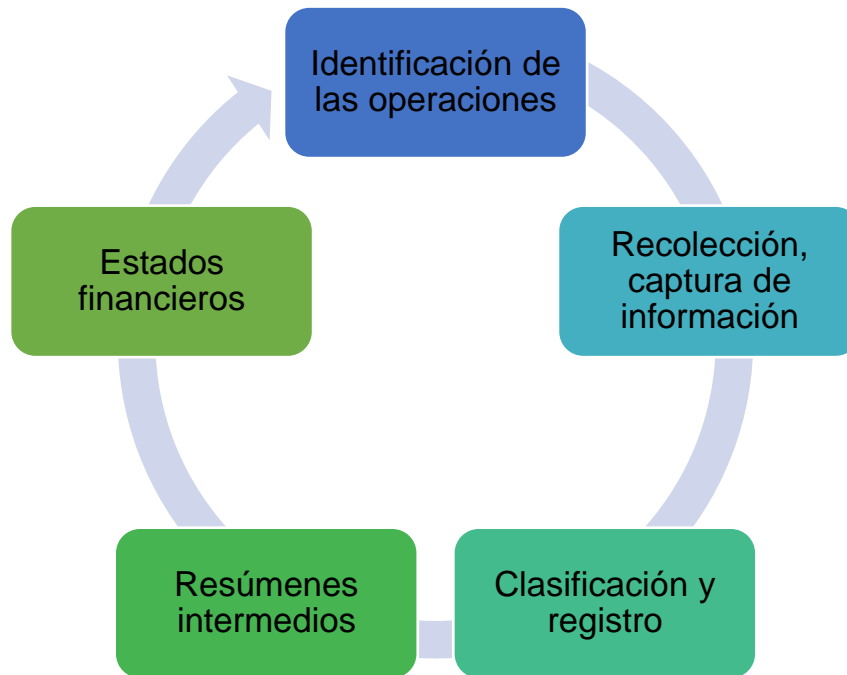 Identificación de
las operaciones
Recolección,
captura de
información
Clasificación y
registro
Resúmenes
intermedios
Estados
financieros